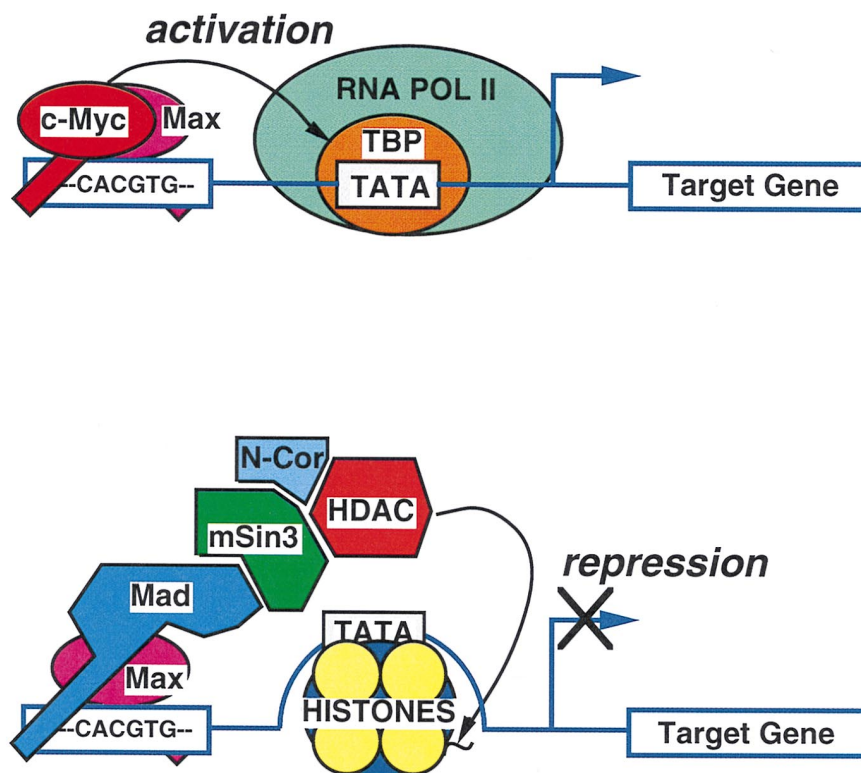 activation
RNA POL II
c-Myc
Max
TBP
--CACGTG--
TATA
Target Gene
N-Cor
HDAC
mSin3
repression
Mad
TATA
Max
HISTONES
--CACGTG--
Target Gene